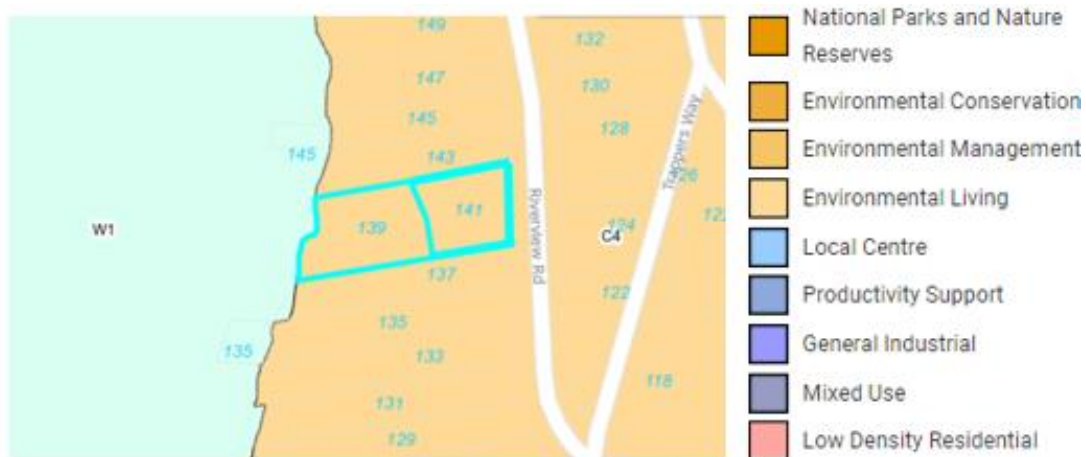 149
147
145
143
141
139
137
135
133
131
129
145
135
W1
Riverview Rd
132
130
128
Trappers Way
124
C4
122
118
National Parks and Nature
Reserves
Environmental Conservation
Environmental Management
Environmental Living
Local Centre
Productivity Support
General Industrial
Mixed Use
Low Density Residential